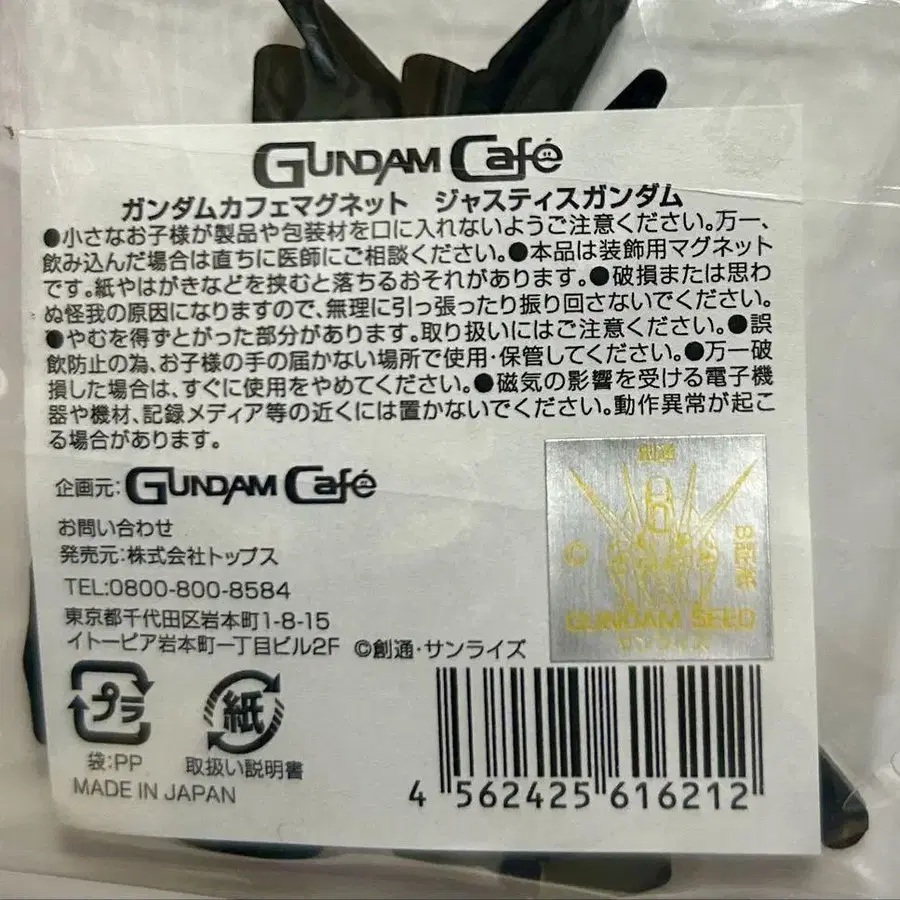 GUNDAM Café
ガンダムカフェマグネット　ジャスティスガンダム
●小さなお子様が製品や包装材を口に入れないようご注意ください。万一、
飲み込んだ場合は直ちに医師にご相談ください。●本品は装飾用マグネット
です。紙やはがきなどを挟むと落ちるおそれがあります。●破損または思わ
ぬ怪我の原因になりますので、無理に引っ張ったり振り回さないでください。
●やむを得ずとがった部分があります。取り扱いにはご注意ください。●誤
飲防止の為、お子様の手の届かない場所で使用・保管してください。●万一破
損した場合は、すぐに使用をやめてください。●磁気の影響を受ける電子機
器や機材、記録メディア等の近くには置かないでください。動作異常が起こ
る場合があります。
企画元:GUNDAM Café
お問い合わせ
発売元:株式会社トップス
TEL:0800-800-8584
東京都千代田区岩本町1-8-15
イトーピア岩本町一丁目ビル2F ©創通・サンライズ
創通
©
GUNDAM SEED
サンライズ
プラ
紙
袋:PP
取扱い説明書
MADE IN JAPAN
4 562425 616212